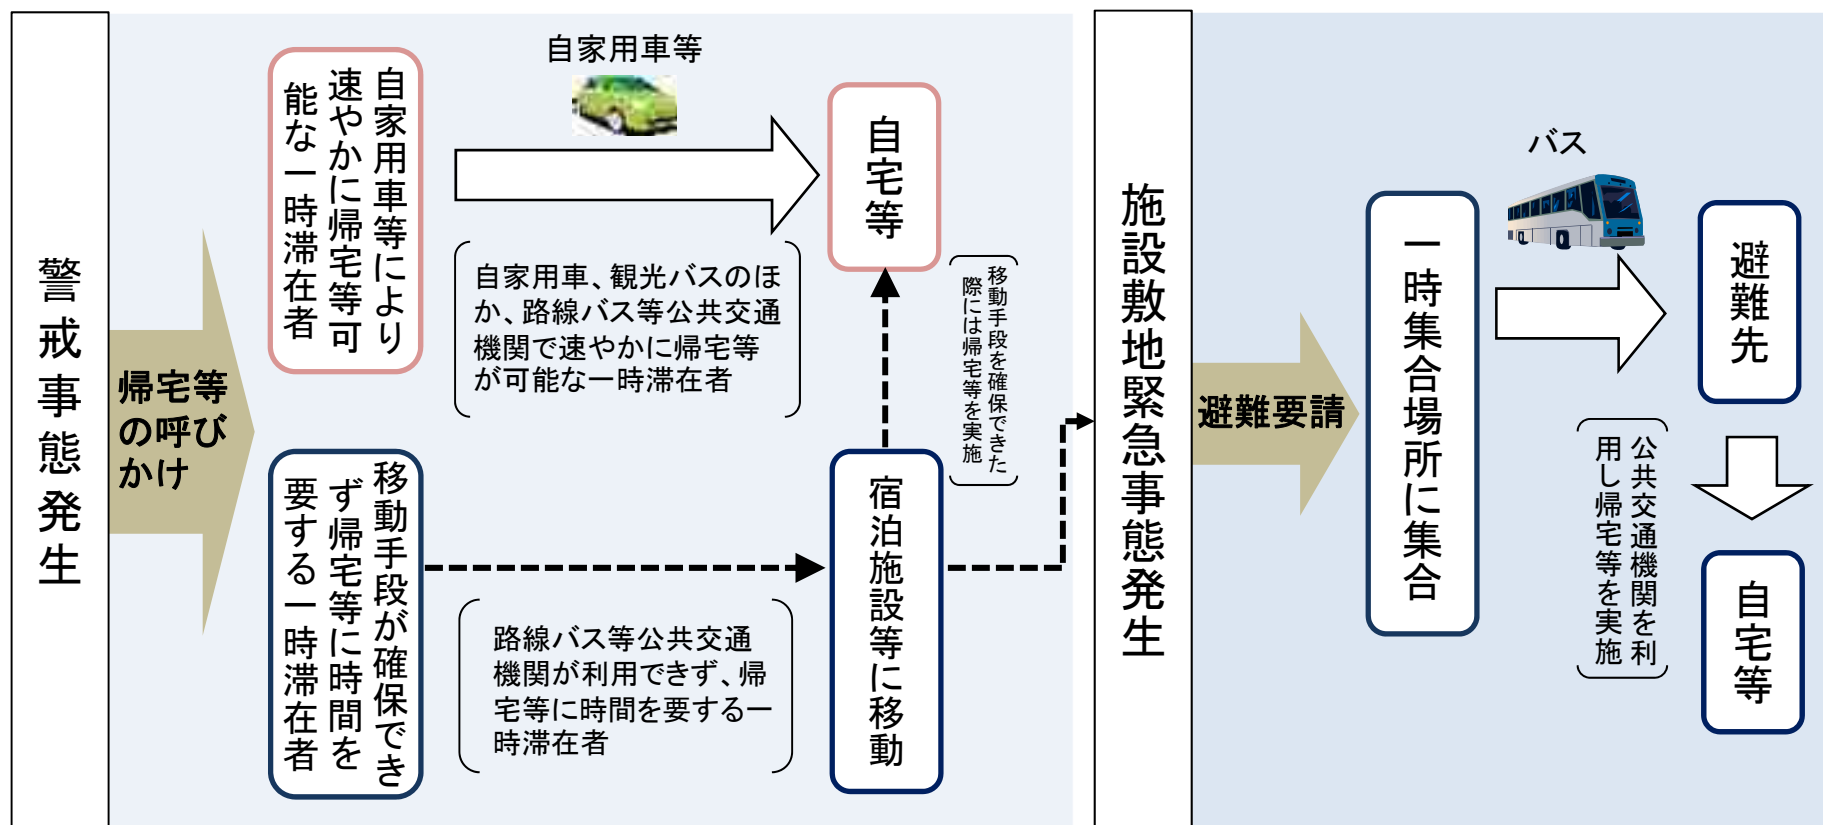 警戒事態発生
帰宅等
の呼び
かけ
自家用車等により
速やかに帰宅等可
能な一時滞在者
自家用車等
自宅等
自家用車、観光バスのほ
か、路線バス等公共交通
機関で速やかに帰宅等
が可能な一時滞在者
移動手段を確保できた
際には帰宅等を実施
移動手段が確保でき
ず帰宅等に時間を
要する一時滞在者
路線バス等公共交通
機関が利用できず、帰
宅等に時間を要する一
時滞在者
宿泊施設等に移動
施設敷地緊急事態発生
避難要請
一時集合場所に集合
バス
避難先
公共交通機関を利
用し帰宅等を実施
自宅等